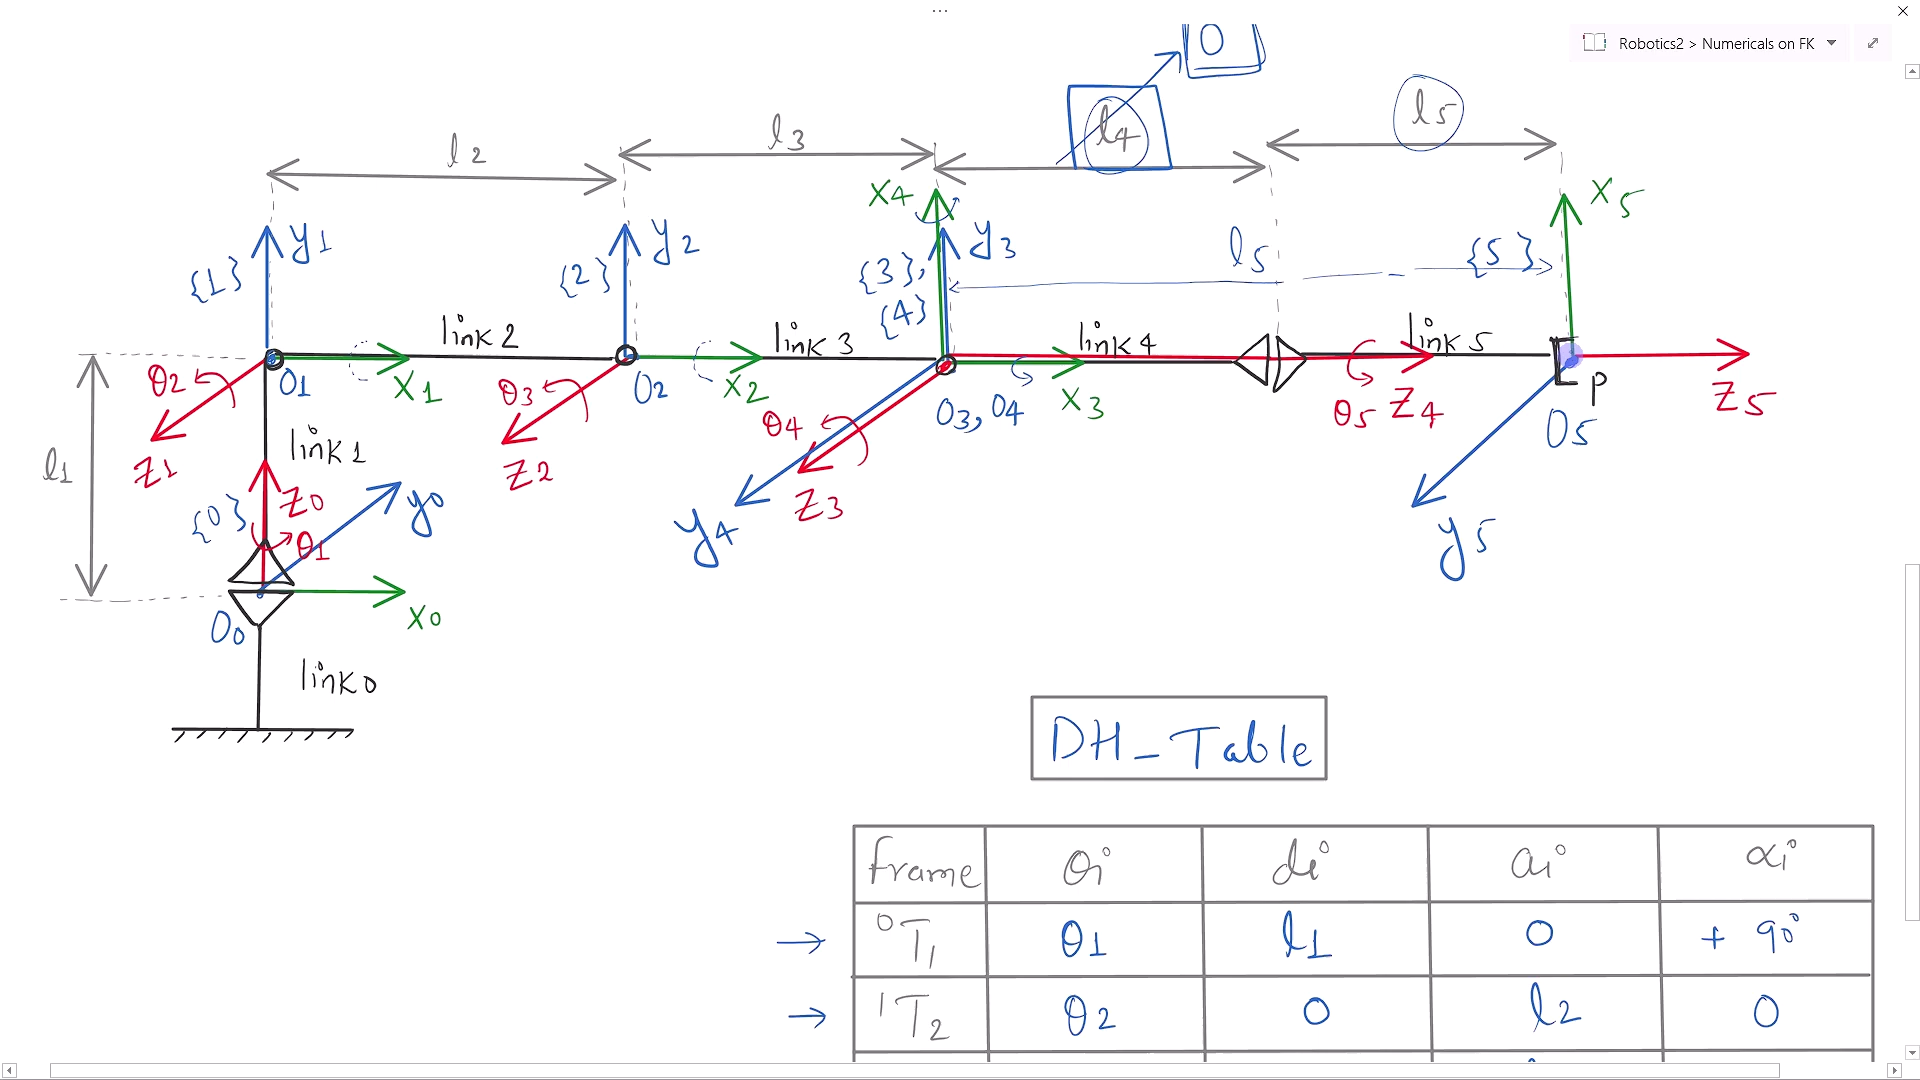 ...
Robotics2 > Numericals on FK
0
l4
l5
l2
l3
x4
x5
y1
y2
y3
{1}
{2}
{3},
{4}
l5
{5}
link 2
link 3
link 4
link 5
θ2
O1
x1
θ3
O2
x2
θ4
O3, O4
x3
θ5
z4
P
O5
z5
l1
z1
link 1
z2
z3
y4
y5
{0}
z0
y0
θ1
O0
x0
link 0
DH_Table
frame θi di ai αi
0T1 θ1 l1 0 + 90°
1T2 θ2 0 l2 0